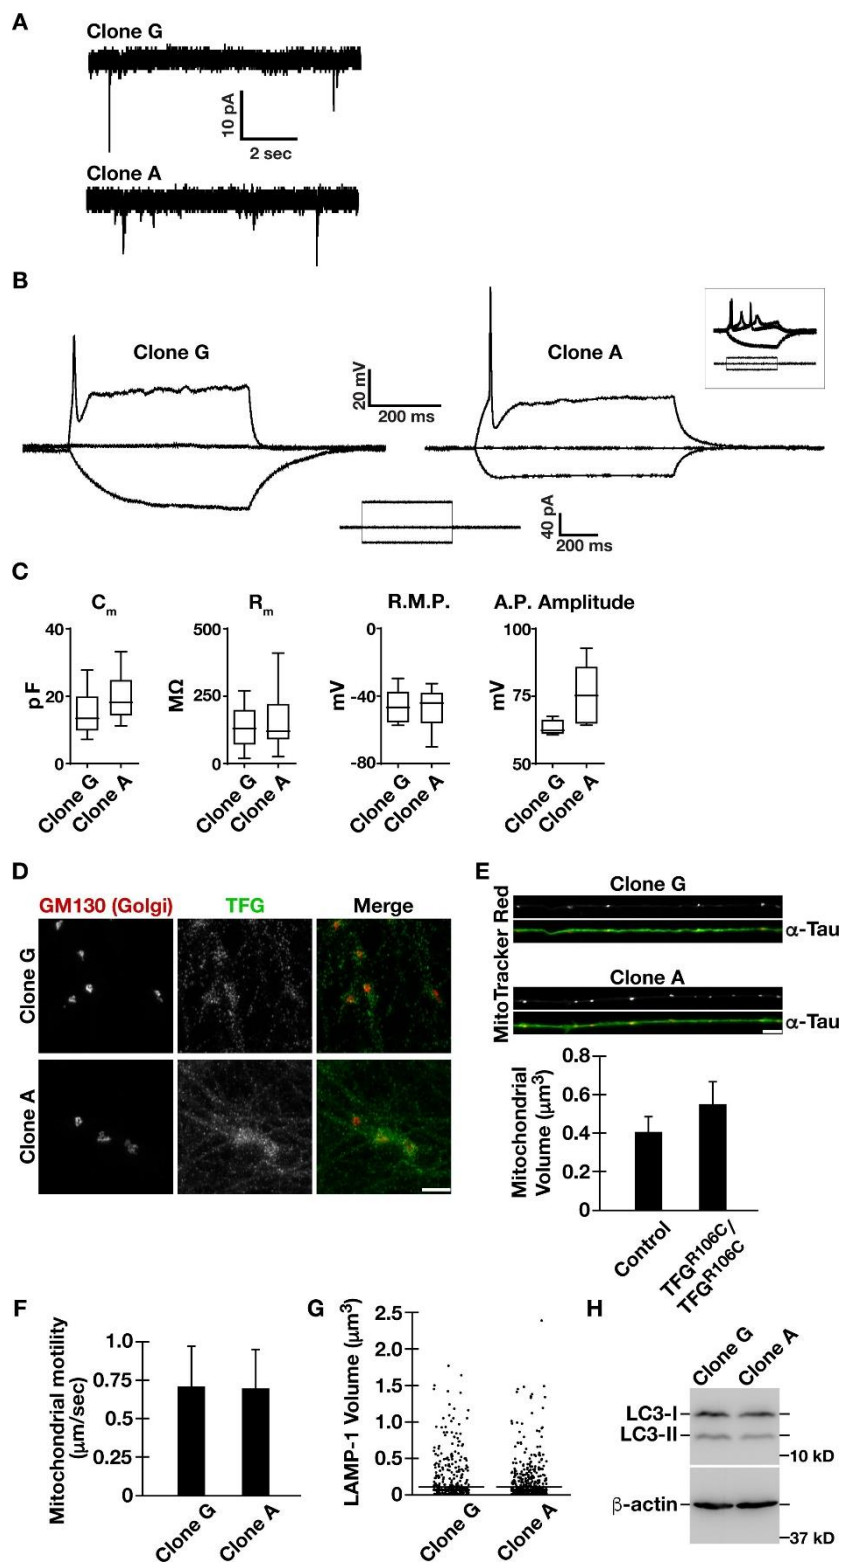 A
Clone G
10 pA
2 sec
Clone A
B
Clone G
20 mV
200 ms
Clone A
40 pA
200 ms
C
Cm
40
20
0
pF
Clone G
Clone A
Rm
500
250
0
MΩ
Clone G
Clone A
R.M.P.
0
-40
-80
mV
Clone G
Clone A
A.P. Amplitude
100
75
50
mV
Clone G
Clone A
D
GM130 (Golgi)
TFG
Merge
Clone G
Clone A
E
MitoTracker Red
Clone G
α-Tau
Clone A
α-Tau
0.8
0.6
0.4
0.2
0
Mitochondrial
Volume (µm³)
Control
TFG^R106C/
TFG^R106C
F
Mitochondrial motility
(µm/sec)
1.0
0.75
0.50
0.25
0
Clone G
Clone A
G
LAMP-1 Volume (µm³)
2.5
2.0
1.5
1.0
0.5
0
Clone G
Clone A
H
Clone G
Clone A
LC3-I
LC3-II
10 kD
β-actin
37 kD